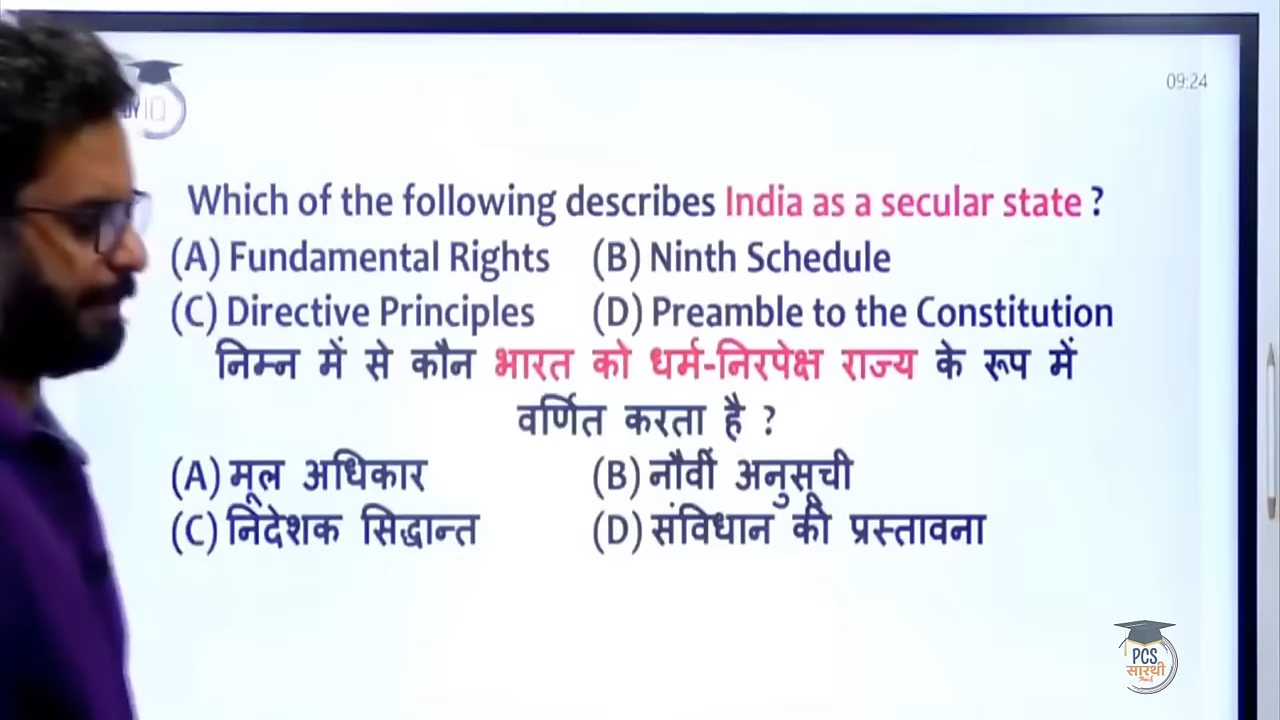 09:24
Which of the following describes India as a secular state ?
(A) Fundamental Rights (B) Ninth Schedule
(C) Directive Principles (D) Preamble to the Constitution
निम्न में से कौन भारत को धर्म-निरपेक्ष राज्य के रूप में
वर्णित करता है ?
(A) मूल अधिकार (B) नौवीं अनुसूची
(C) निदेशक सिद्धान्त (D) संविधान की प्रस्तावना
PCS
सारथी